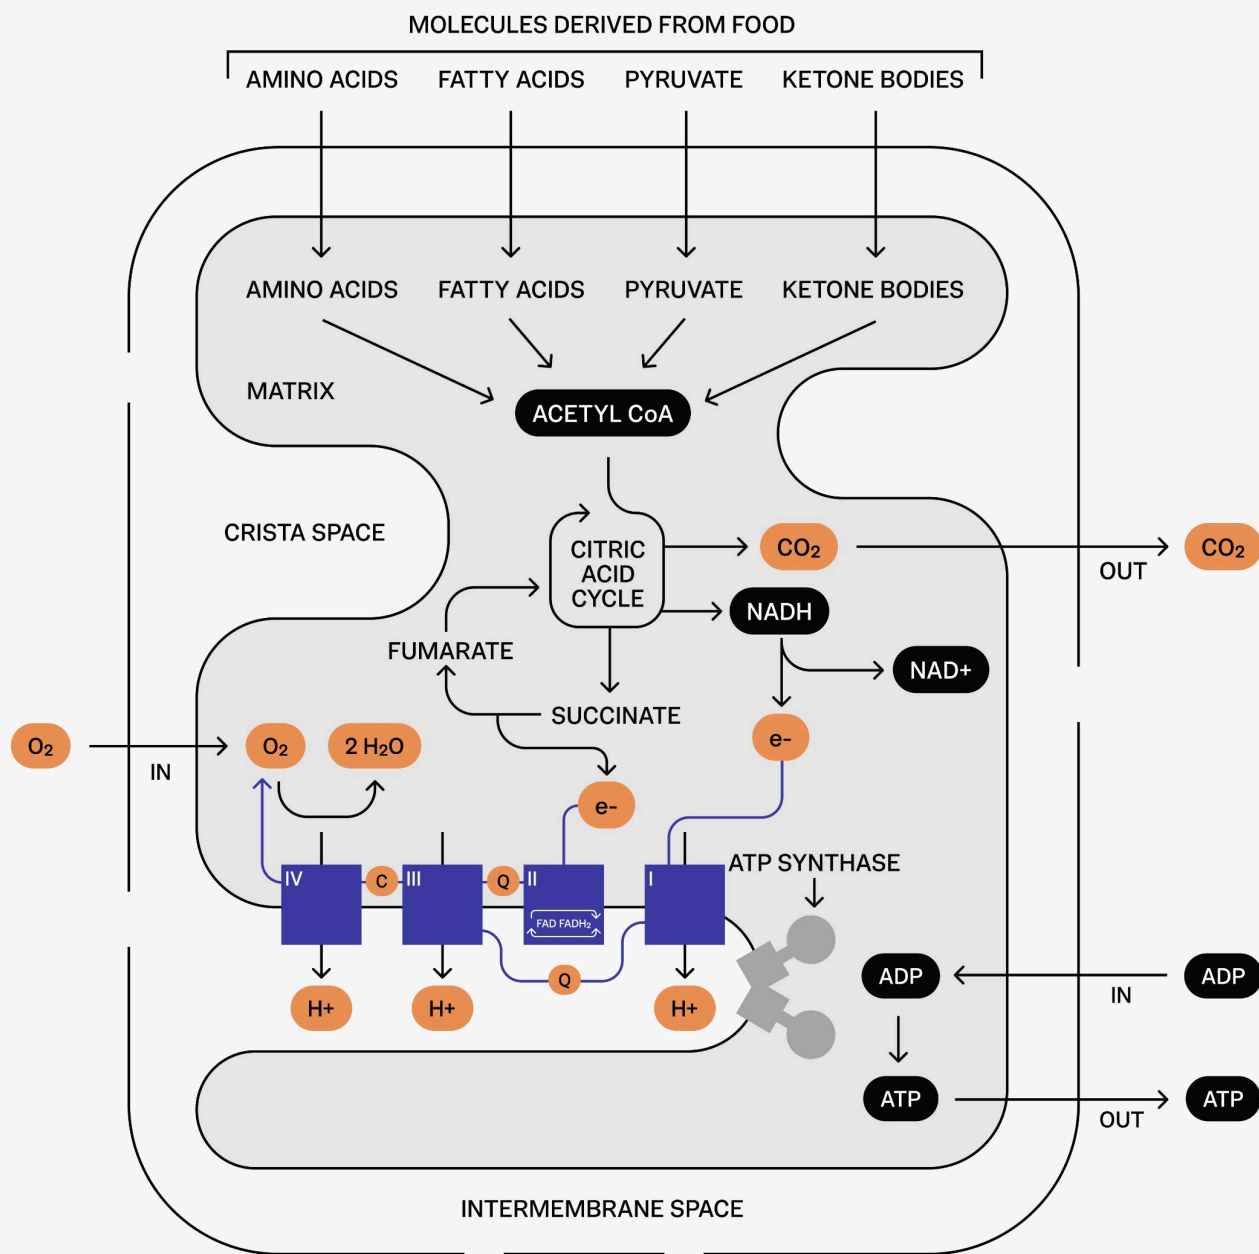 MOLECULES DERIVED FROM FOOD
AMINO ACIDS FATTY ACIDS PYRUVATE KETONE BODIES
AMINO ACIDS FATTY ACIDS PYRUVATE KETONE BODIES
MATRIX
ACETYL CoA
CRISTA SPACE
CITRIC
ACID
CYCLE
CO₂
OUT
CO₂
NADH
FUMARATE
NAD+
SUCCINATE
O₂
IN
O₂
2 H₂O
e-
e-
ATP SYNTHASE
IV
C
III
Q
II
I
FAD FADH₂
Q
H+
H+
H+
ADP
IN
ADP
ATP
OUT
ATP
INTERMEMBRANE SPACE